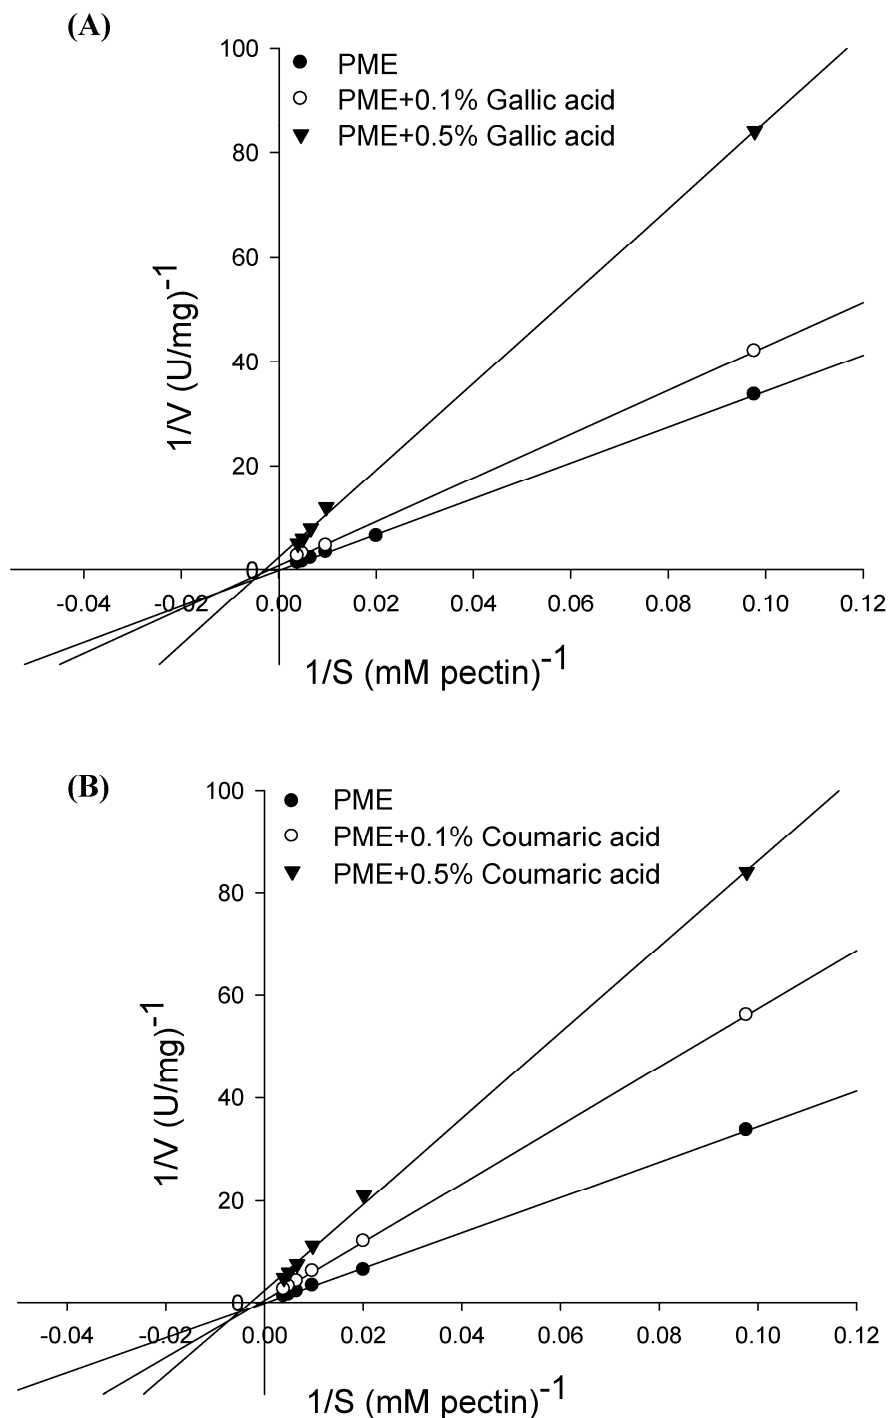 (A)
100
80
60
40
20
0
PME
PME+0.1% Gallic acid
PME+0.5% Gallic acid
1/V (U/mg)-1
-0.04 -0.02 0.00 0.02 0.04 0.06 0.08 0.10 0.12
1/S (mM pectin)-1
(B)
100
80
60
40
20
0
PME
PME+0.1% Coumaric acid
PME+0.5% Coumaric acid
1/V (U/mg)-1
-0.04 -0.02 0.00 0.02 0.04 0.06 0.08 0.10 0.12
1/S (mM pectin)-1